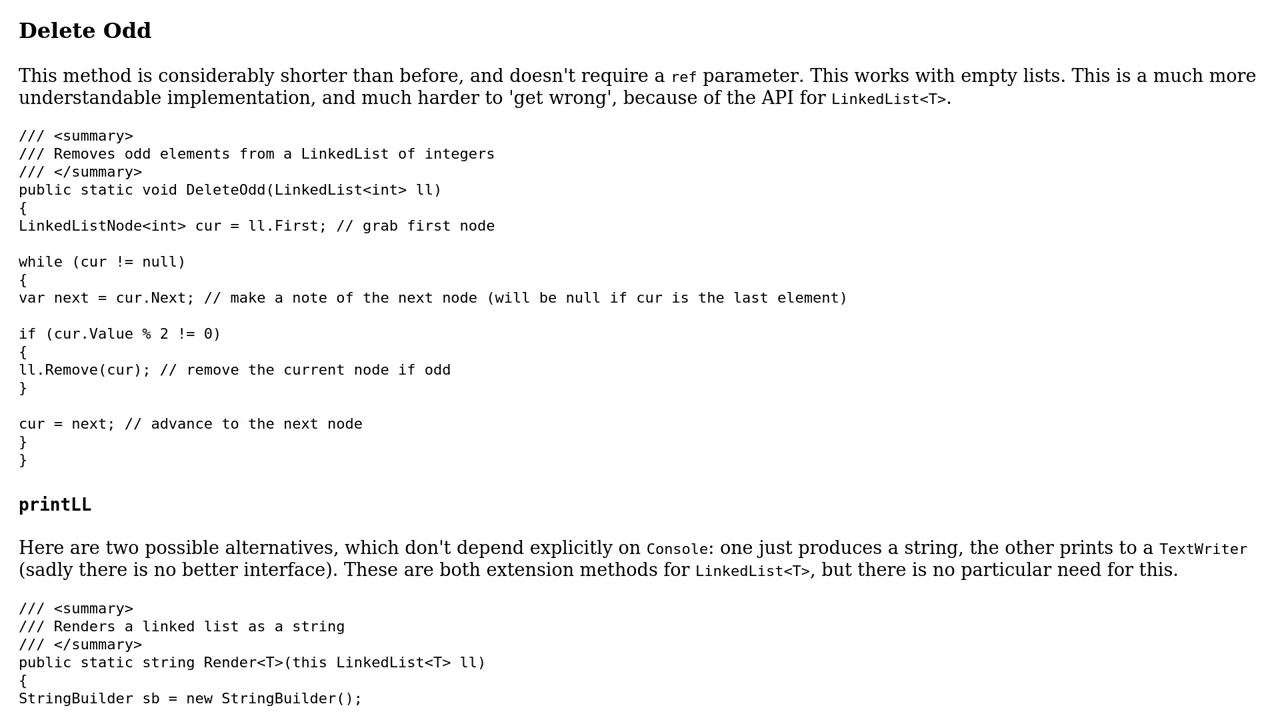 Delete Odd
This method is considerably shorter than before, and doesn't require a ref parameter. This works with empty lists. This is a much more
understandable implementation, and much harder to 'get wrong', because of the API for LinkedList<T>.
/// <summary>
/// Removes odd elements from a LinkedList of integers
/// </summary>
public static void DeleteOdd(LinkedList<int> ll)
{
LinkedListNode<int> cur = ll.First; // grab first node
while (cur != null)
{
var next = cur.Next; // make a note of the next node (will be null if cur is the last element)
if (cur.Value % 2 != 0)
{
ll.Remove(cur); // remove the current node if odd
}
cur = next; // advance to the next node
}
}
printLL
Here are two possible alternatives, which don't depend explicitly on Console: one just produces a string, the other prints to a TextWriter
(sadly there is no better interface). These are both extension methods for LinkedList<T>, but there is no particular need for this.
/// <summary>
/// Renders a linked list as a string
/// </summary>
public static string Render<T>(this LinkedList<T> ll)
{
StringBuilder sb = new StringBuilder();